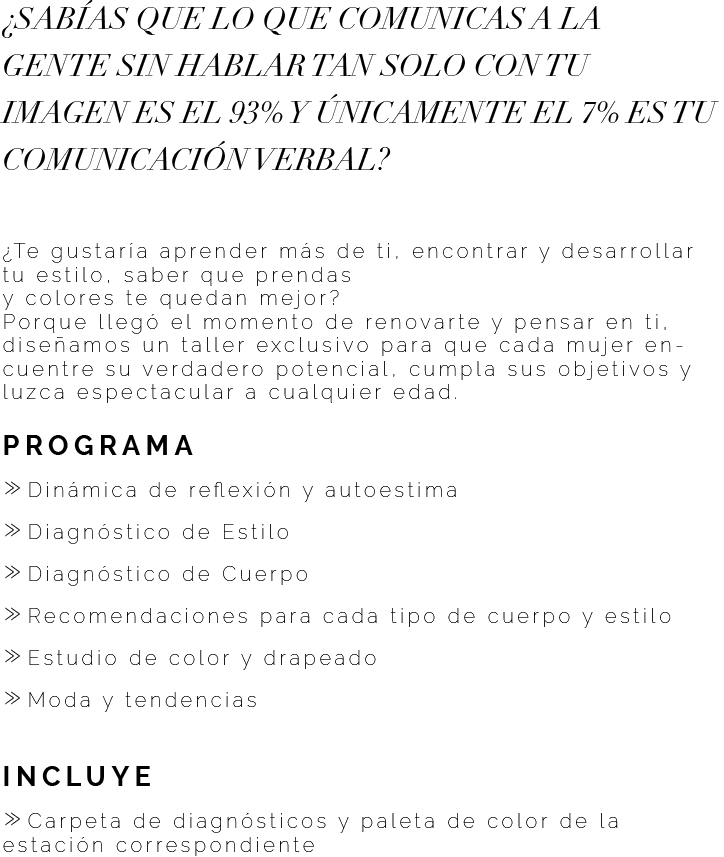 ¿SABÍAS QUE LO QUE COMUNICAS A LA
GENTE SIN HABLAR TAN SOLO CON TU
IMAGEN ES EL 93% Y ÚNICAMENTE EL 7% ES TU
COMUNICACIÓN VERBAL?
¿Te gustaría aprender más de ti, encontrar y desarrollar
tu estilo, saber que prendas
y colores te quedan mejor?
Porque llegó el momento de renovarte y pensar en ti,
diseñamos un taller exclusivo para que cada mujer en-
cuentre su verdadero potencial, cumpla sus objetivos y
luzca espectacular a cualquier edad.
PROGRAMA
» Dinámica de reflexión y autoestima
» Diagnóstico de Estilo
» Diagnóstico de Cuerpo
» Recomendaciones para cada tipo de cuerpo y estilo
» Estudio de color y drapeado
» Moda y tendencias
INCLUYE
» Carpeta de diagnósticos y paleta de color de la
estación correspondiente